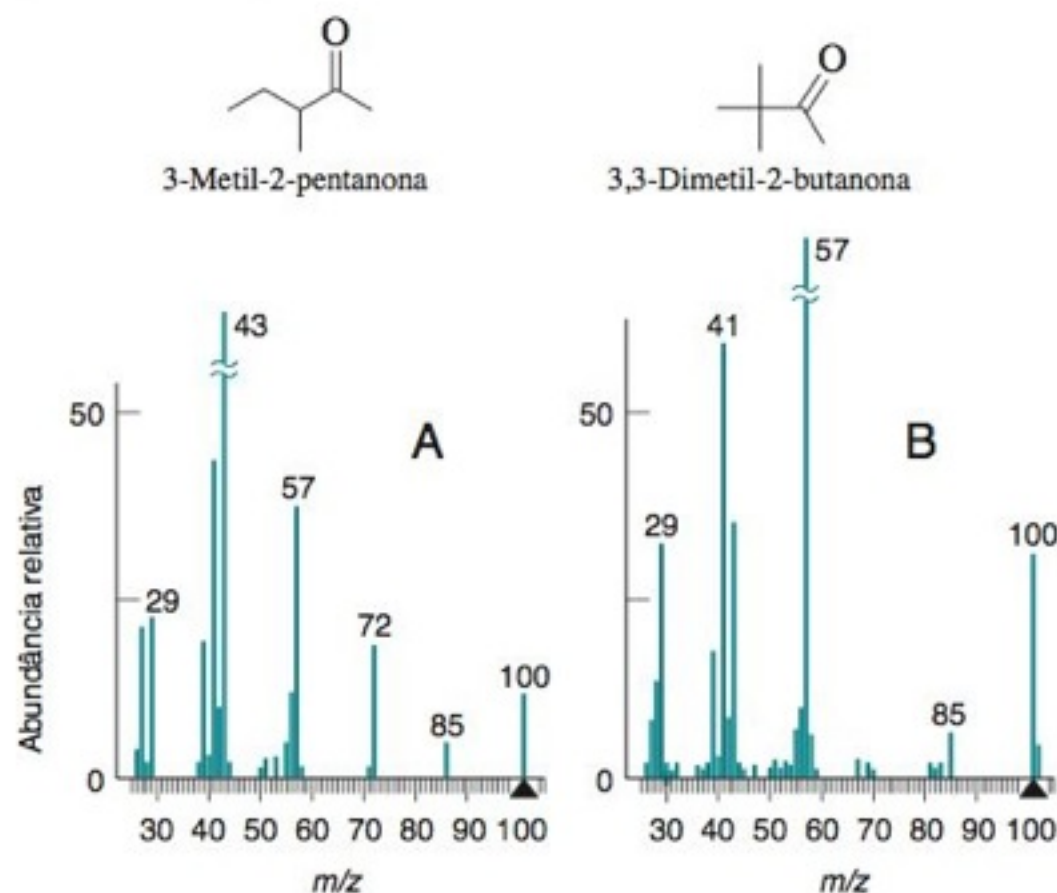 O
O
3-Metil-2-pentanona
3,3-Dimetil-2-butanona
43
57
41
50
50
A
B
57
29
29
100
72
100
85
85
0
0
30 40 50 60 70 80 90 100
30 40 50 60 70 80 90 100
m/z
m/z
Abundância relativa